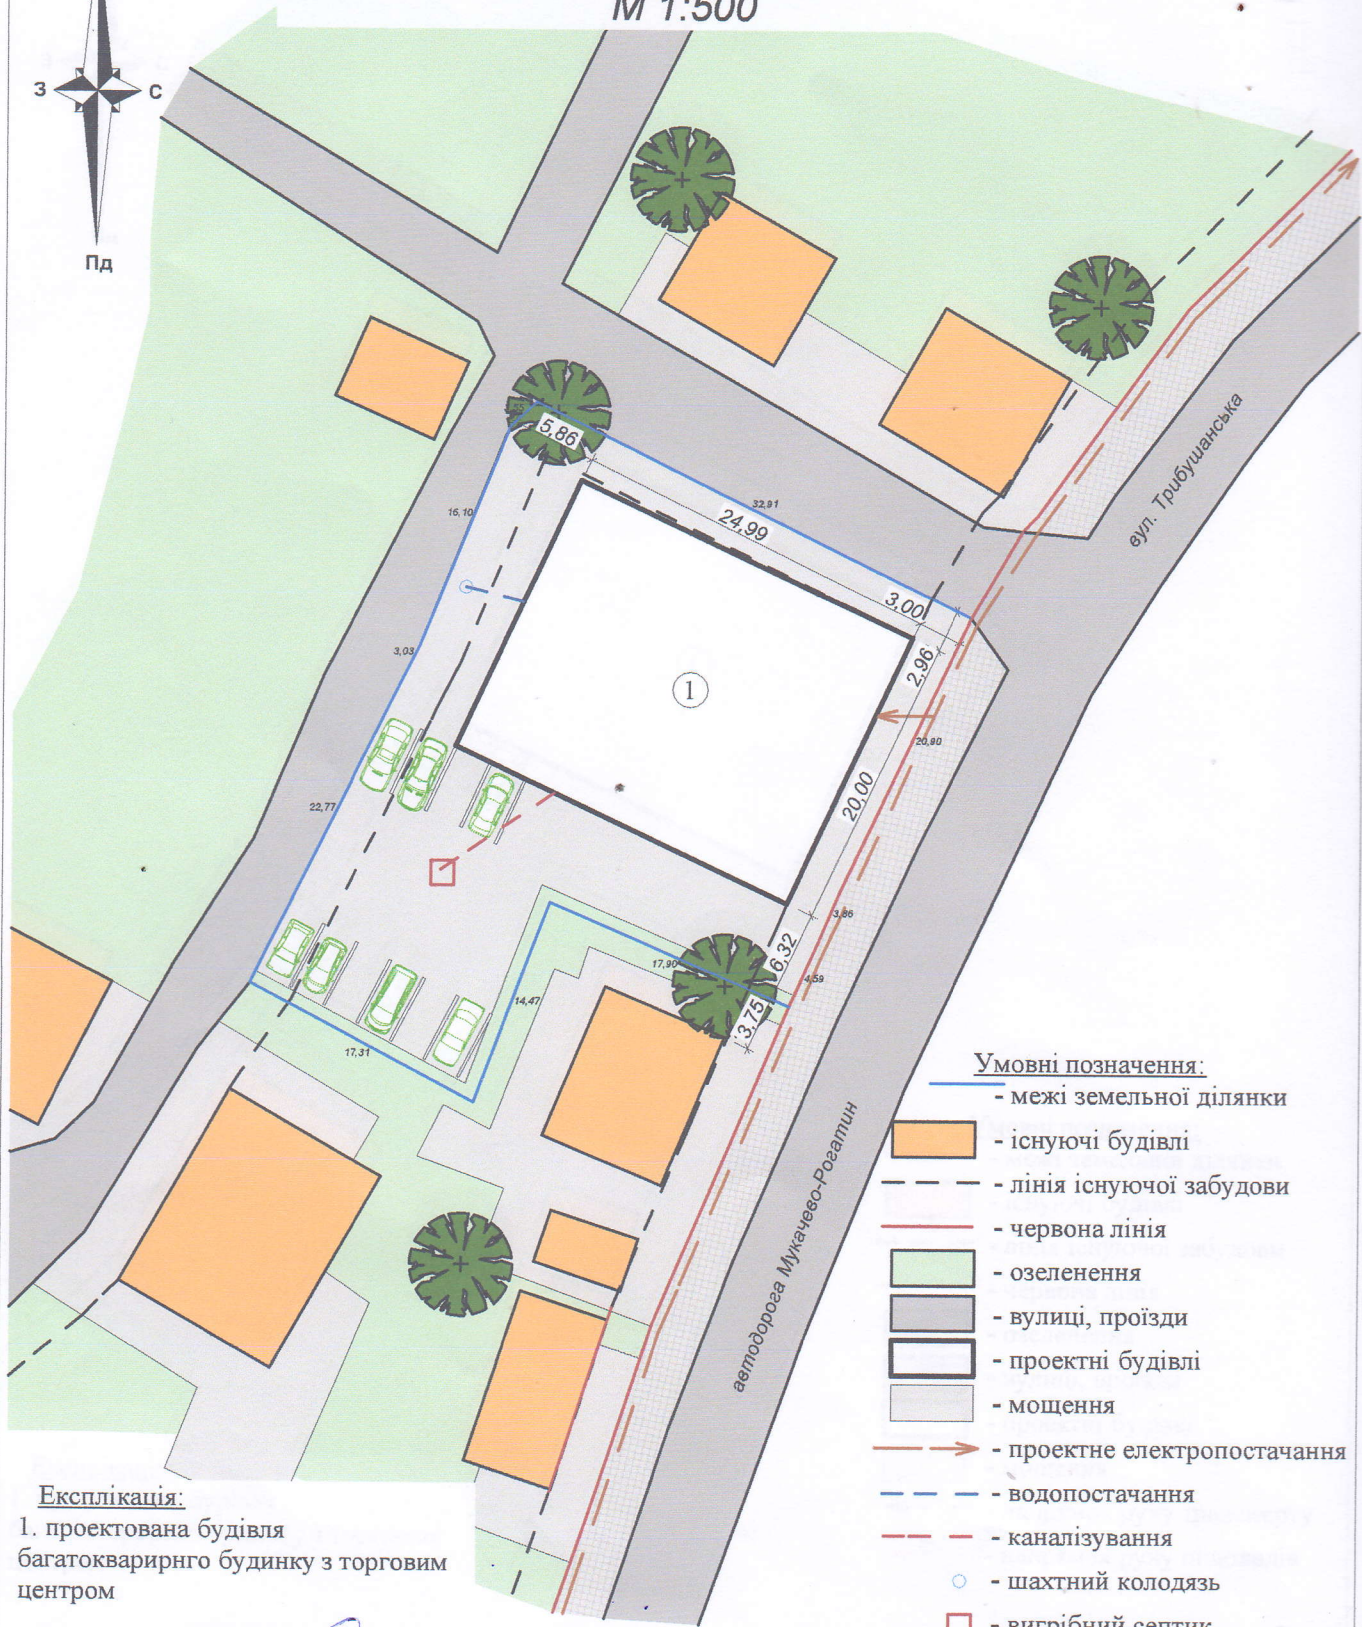 М 1:500
З
С
Пд
5,86
16,10
32,91
24,99
3,00
2,96
вул. Трибушанська
3,03
1
20,90
22,77
20,00
3,86
6,32
17,90
4,59
14,47
3,75
17,31
автодорога Мукачево-Рогатин
Умовні позначення:
- межі земельної ділянки
- існуючі будівлі
- лінія існуючої забудови
- червона лінія
- озеленення
- вулиці, проїзди
- проектні будівлі
- мощення
- проектне електропостачання
- водопостачання
- каналізування
- шахтний колодязь
- вигрібний септик
Експлікація:
1. проектована будівля
багатокварирнго будинку з торговим
центром